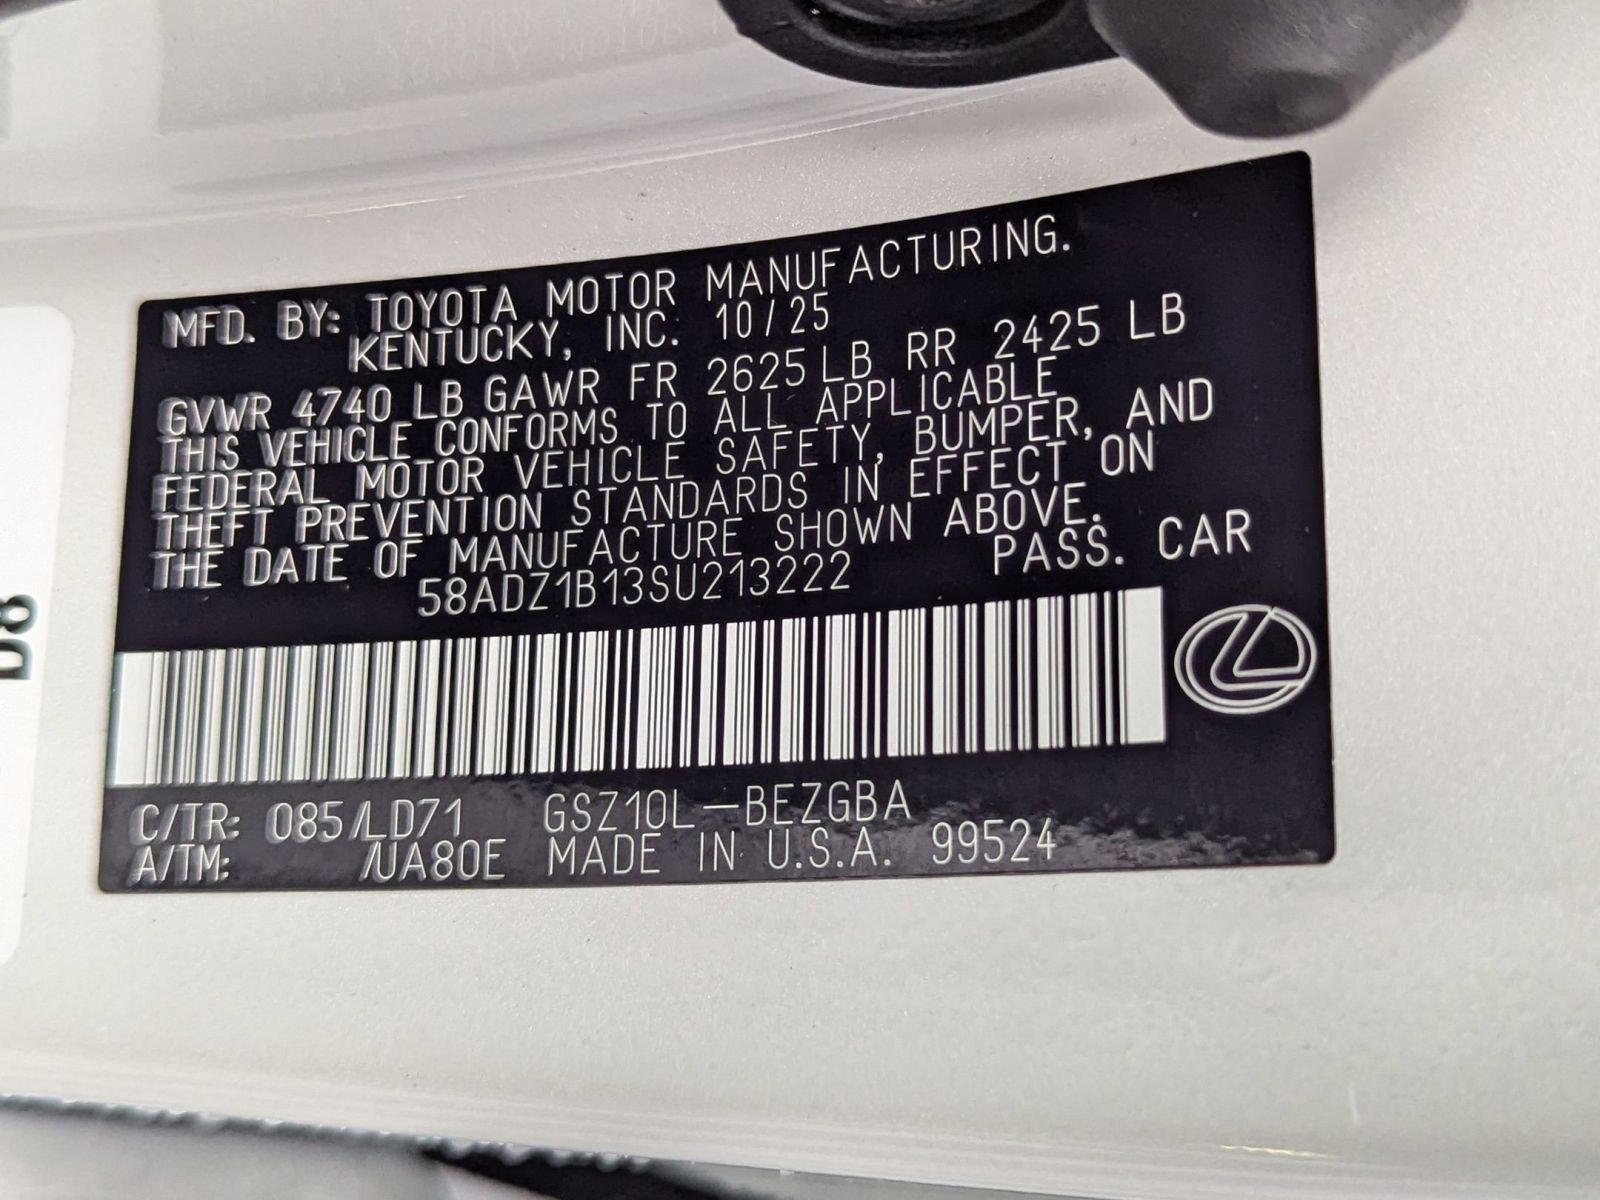 MFD. BY: TOYOTA MOTOR MANUFACTURING.
KENTUCKY, INC. 10/25
GVWR 4740 LB GAWR FR 2625 LB RR 2425 LB
THIS VEHICLE CONFORMS TO ALL APPLICABLE
FEDERAL MOTOR VEHICLE SAFETY, BUMPER, AND
THEFT PREVENTION STANDARDS IN EFFECT ON
THE DATE OF MANUFACTURE SHOWN ABOVE.
58ADZ1B13SU213222 PASS. CAR
C/TR: 085/LD71 GSZ10L-BEZGBA
A/TM: /UA80E MADE IN U.S.A. 99524
D8